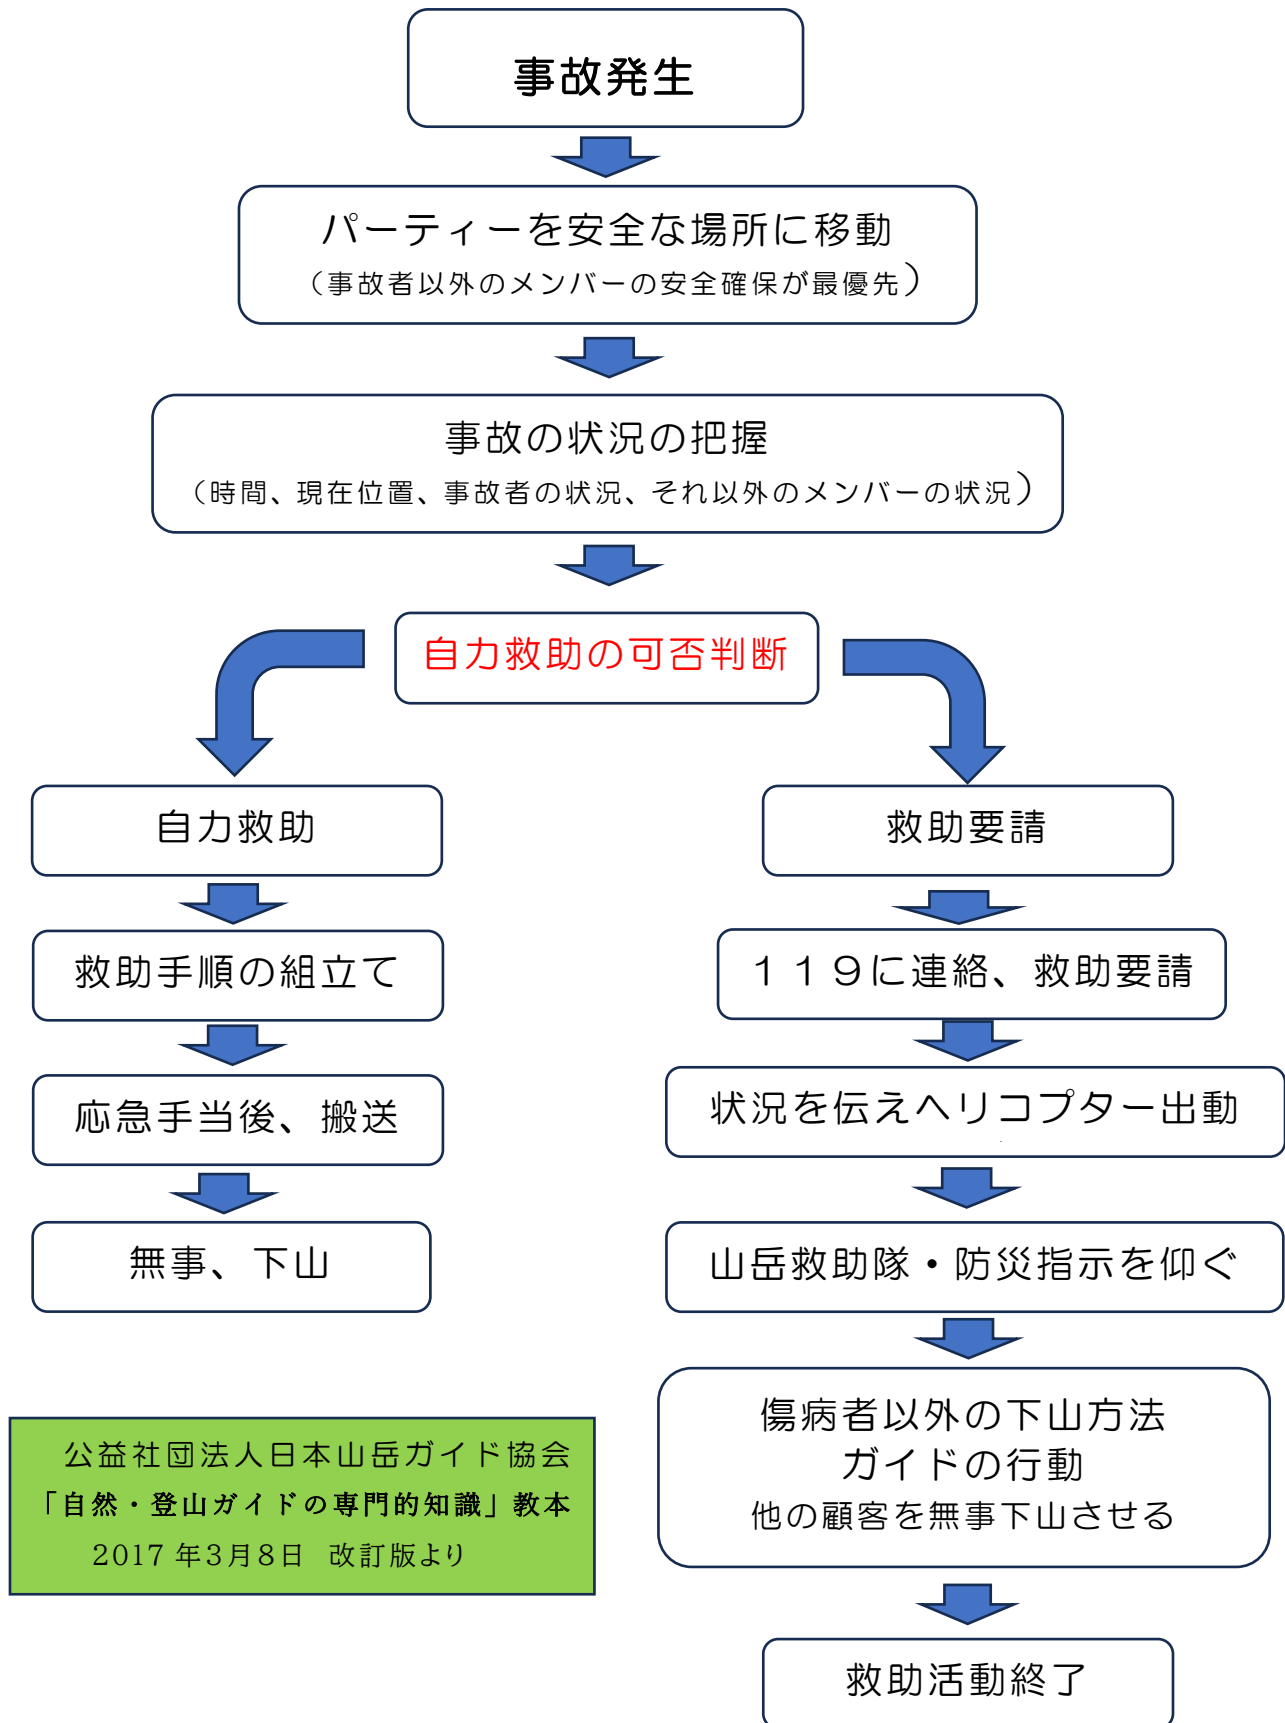 事故発生
パーティーを安全な場所に移動
（事故者以外のメンバーの安全確保が最優先）
事故の状況の把握
（時間、現在位置、事故者の状況、それ以外のメンバーの状況）
自力救助の可否判断
自力救助
救助手順の組立て
応急手当後、搬送
無事、下山
救助要請
１１９に連絡、救助要請
状況を伝えヘリコプター出動
山岳救助隊・防災指示を仰ぐ
傷病者以外の下山方法
ガイドの行動
他の顧客を無事下山させる
救助活動終了
公益社団法人日本山岳ガイド協会
「自然・登山ガイドの専門的知識」教本
2017 年3月8日 改訂版より